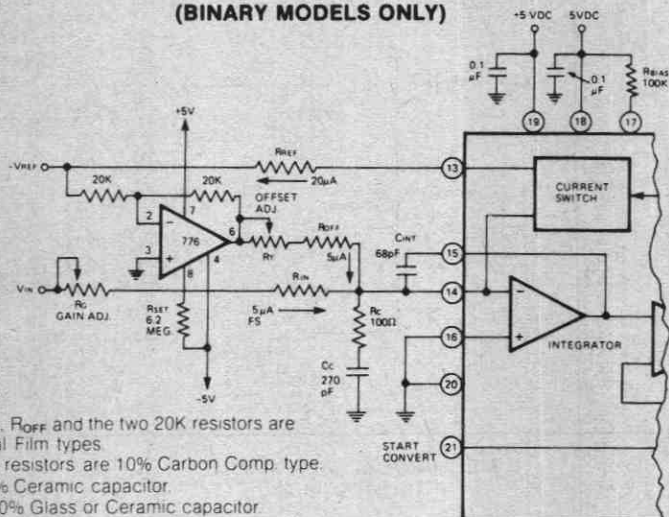 (BINARY MODELS ONLY)
+5 VDC
5VDC
0.1 µF
0.1 µF
RBIAS 100K
19
18
17
+5V
-VREF
RREF
20µA
13
20K
20K
CURRENT SWITCH
OFFSET ADJ.
2
7
776
6
3
4
8
RT
ROFF
5µA
CINT
68pF
15
VIN
RG
GAIN ADJ.
RSET 6.2 MEG.
RIN
5µA FS
14
RC 100Ω
16
INTEGRATOR
CC 270 pF
20
-5V
START CONVERT
21
, ROFF and the two 20K resistors are
Film types.
resistors are 10% Carbon Comp. type.
% Ceramic capacitor.
0% Glass or Ceramic capacitor.